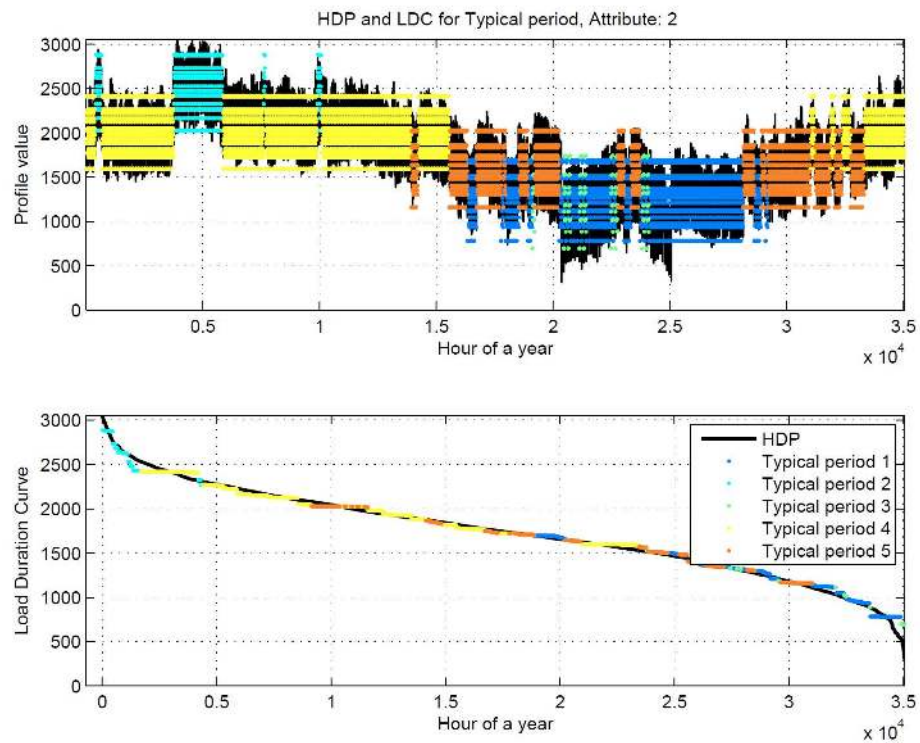 HDP and LDC for Typical period, Attribute: 2
3000
2500
2000
1500
1000
500
0
Profile value
0.5
1
1.5
2
2.5
3
3.5
Hour of a year
x 10^4
3000
2500
2000
1500
1000
500
0
Load Duration Curve
HDP
Typical period 1
Typical period 2
Typical period 3
Typical period 4
Typical period 5
0
0.5
1
1.5
2
2.5
3
3.5
Hour of a year
x 10^4